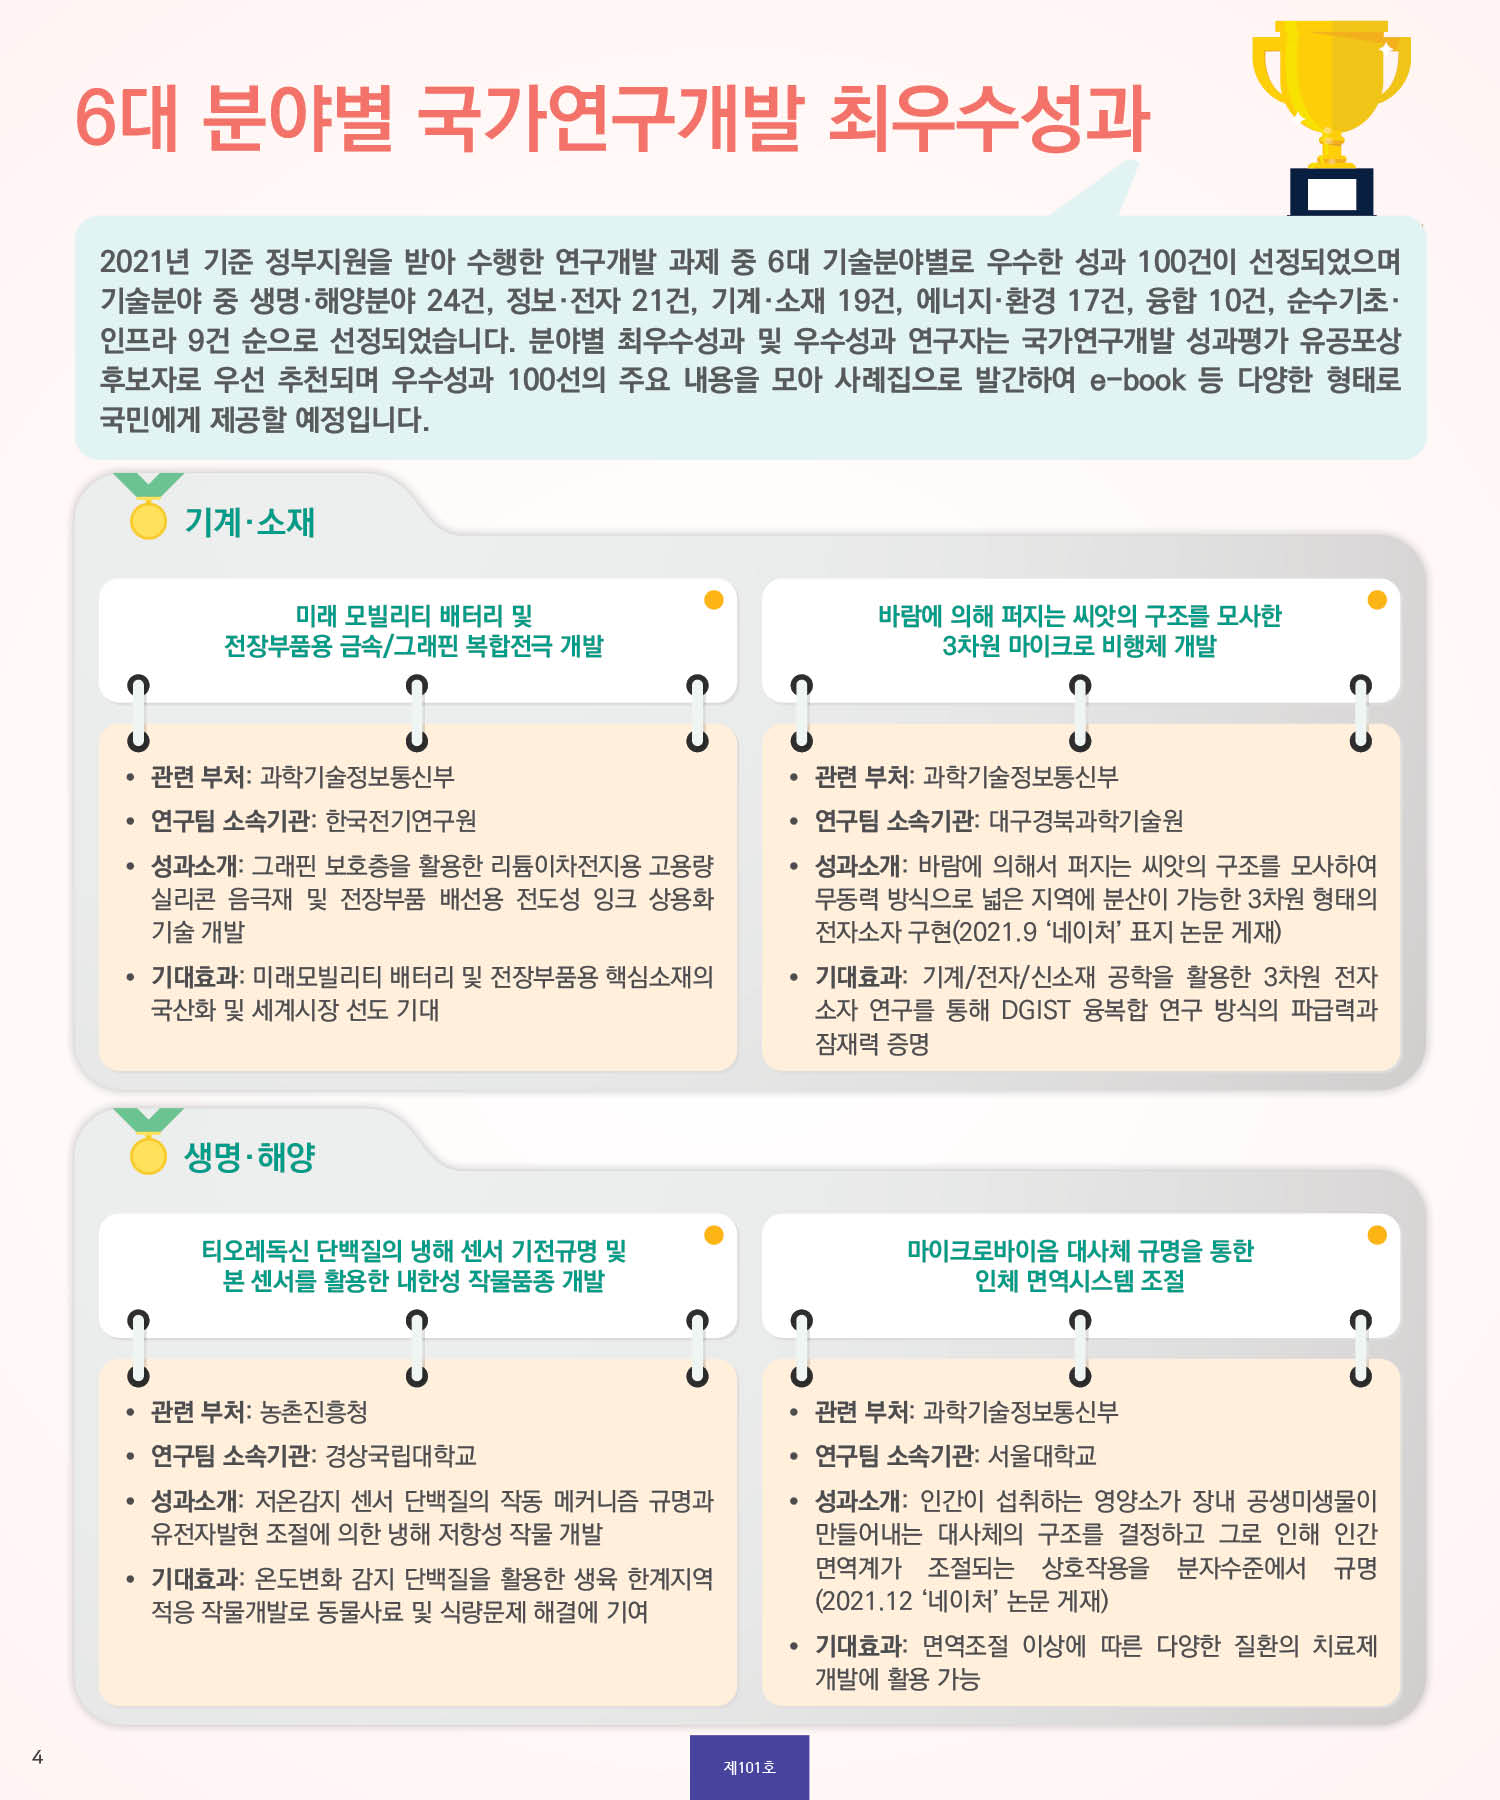 6대 분야별 국가연구개발 최우수성과
2021년 기준 정부지원을 받아 수행한 연구개발 과제 중 6대 기술분야별로 우수한 성과 100건이 선정되었으며
기술분야 중 생명·해양분야 24건, 정보·전자 21건, 기계·소재 19건, 에너지·환경 17건, 융합 10건, 순수기초·
인프라 9건 순으로 선정되었습니다. 분야별 최우수성과 및 우수성과 연구자는 국가연구개발 성과평가 유공포상
후보자로 우선 추천되며 우수성과 100선의 주요 내용을 모아 사례집으로 발간하여 e-book 등 다양한 형태로
국민에게 제공할 예정입니다.
기계·소재
미래 모빌리티 배터리 및
전장부품용 금속/그래핀 복합전극 개발
• 관련 부처: 과학기술정보통신부
• 연구팀 소속기관: 한국전기연구원
• 성과소개: 그래핀 보호층을 활용한 리튬이차전지용 고용량
실리콘 음극재 및 전장부품 배선용 전도성 잉크 상용화
기술 개발
• 기대효과: 미래모빌리티 배터리 및 전장부품용 핵심소재의
국산화 및 세계시장 선도 기대
바람에 의해 퍼지는 씨앗의 구조를 모사한
3차원 마이크로 비행체 개발
• 관련 부처: 과학기술정보통신부
• 연구팀 소속기관: 대구경북과학기술원
• 성과소개: 바람에 의해서 퍼지는 씨앗의 구조를 모사하여
무동력 방식으로 넓은 지역에 분산이 가능한 3차원 형태의
전자소자 구현(2021.9 ‘네이처’ 표지 논문 게재)
• 기대효과: 기계/전자/신소재 공학을 활용한 3차원 전자
소자 연구를 통해 DGIST 융복합 연구 방식의 파급력과
잠재력 증명
생명·해양
티오레독신 단백질의 냉해 센서 기전규명 및
본 센서를 활용한 내한성 작물품종 개발
• 관련 부처: 농촌진흥청
• 연구팀 소속기관: 경상국립대학교
• 성과소개: 저온감지 센서 단백질의 작동 메커니즘 규명과
유전자발현 조절에 의한 냉해 저항성 작물 개발
• 기대효과: 온도변화 감지 단백질을 활용한 생육 한계지역
적응 작물개발로 동물사료 및 식량문제 해결에 기여
마이크로바이옴 대사체 규명을 통한
인체 면역시스템 조절
• 관련 부처: 과학기술정보통신부
• 연구팀 소속기관: 서울대학교
• 성과소개: 인간이 섭취하는 영양소가 장내 공생미생물이
만들어내는 대사체의 구조를 결정하고 그로 인해 인간
면역계가 조절되는 상호작용을 분자수준에서 규명
(2021.12 ‘네이처’ 논문 게재)
• 기대효과: 면역조절 이상에 따른 다양한 질환의 치료제
개발에 활용 가능
4
제101호